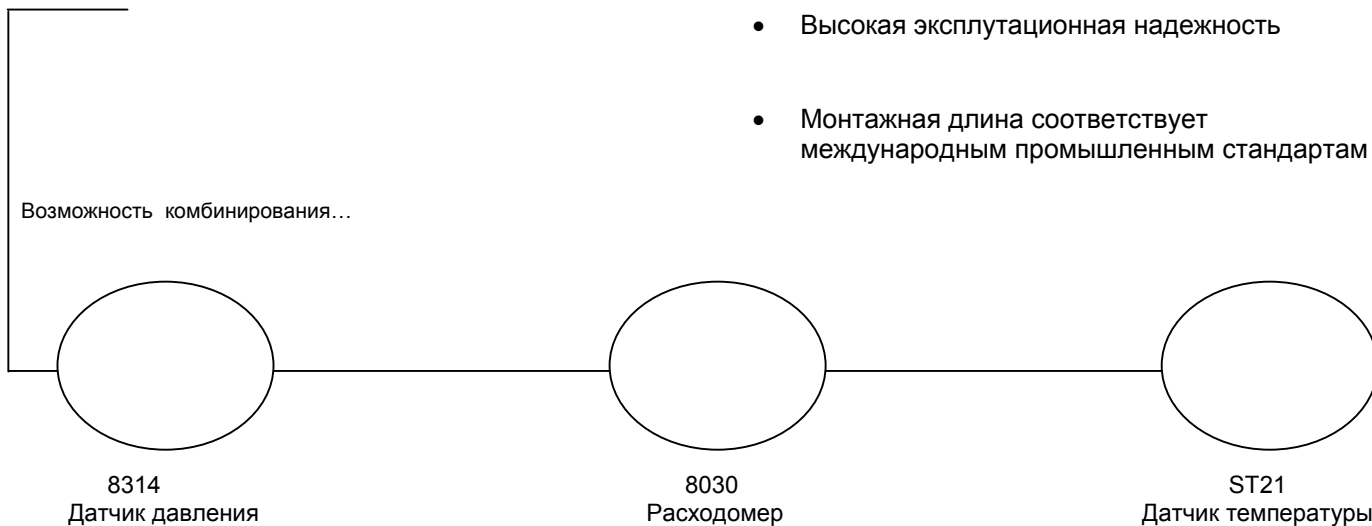 • Высокая эксплутационная надежность
• Монтажная длина соответствует
международным промышленным стандартам
Возможность комбинирования…
8314
Датчик давления
8030
Расходомер
ST21
Датчик температуры